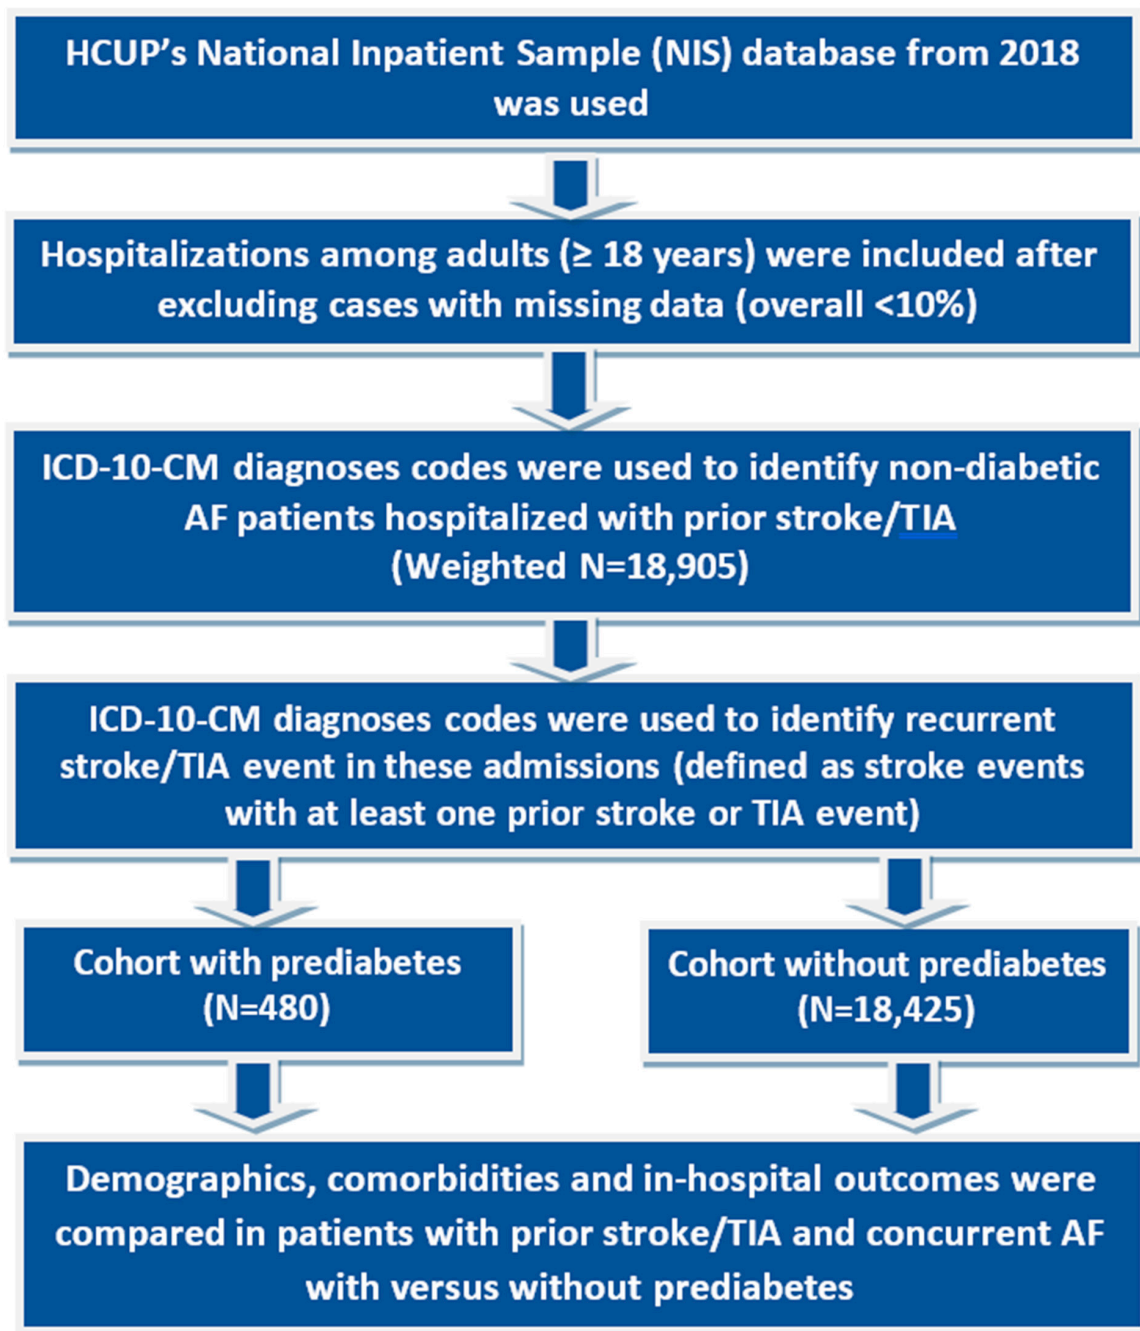 HCUP's National Inpatient Sample (NIS) database from 2018
was used
Hospitalizations among adults (≥ 18 years) were included after
excluding cases with missing data (overall <10%)
ICD-10-CM diagnoses codes were used to identify non-diabetic
AF patients hospitalized with prior stroke/TIA
(Weighted N=18,905)
ICD-10-CM diagnoses codes were used to identify recurrent
stroke/TIA event in these admissions (defined as stroke events
with at least one prior stroke or TIA event)
Cohort with prediabetes
(N=480)
Cohort without prediabetes
(N=18,425)
Demographics, comorbidities and in-hospital outcomes were
compared in patients with prior stroke/TIA and concurrent AF
with versus without prediabetes